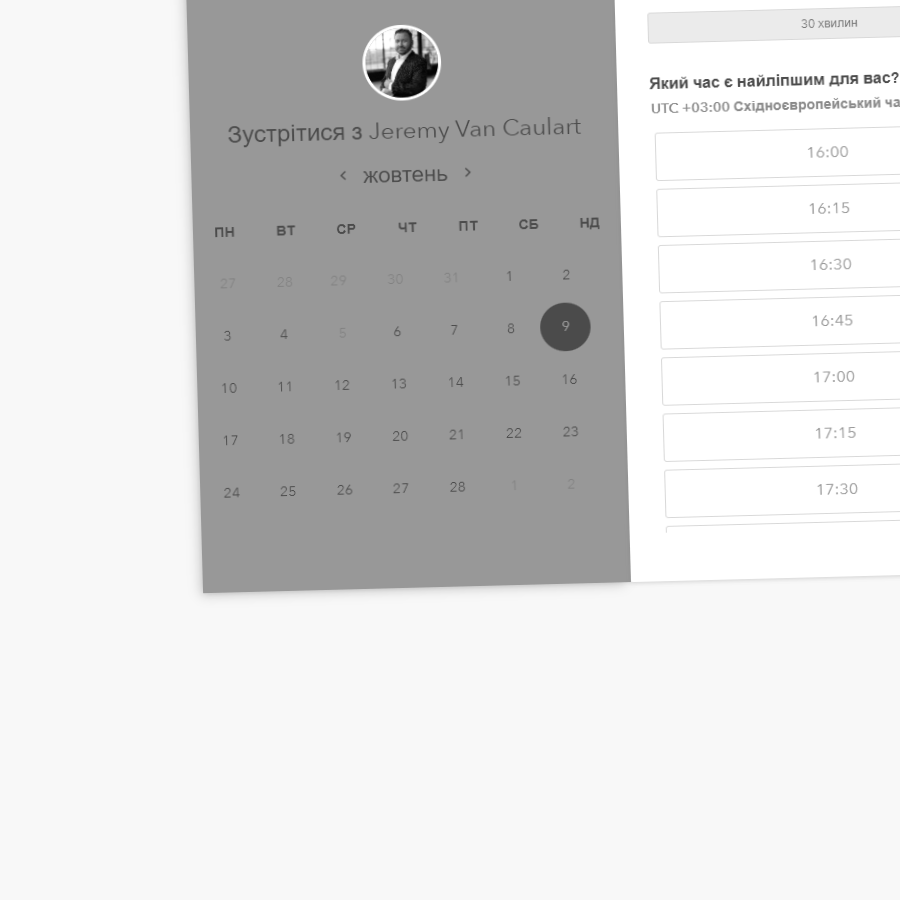 Зустрітися з Jeremy Van Caulart
жовтень
ПН ВТ СР ЧТ ПТ СБ НД
27 28 29 30 31 1 2
3 4 5 6 7 8 9
10 11 12 13 14 15 16
17 18 19 20 21 22 23
24 25 26 27 28 1 2
30 хвилин
Який час є найліпшим для вас?
UTC +03:00 Східноєвропейський
16:00
16:15
16:30
16:45
17:00
17:15
17:30